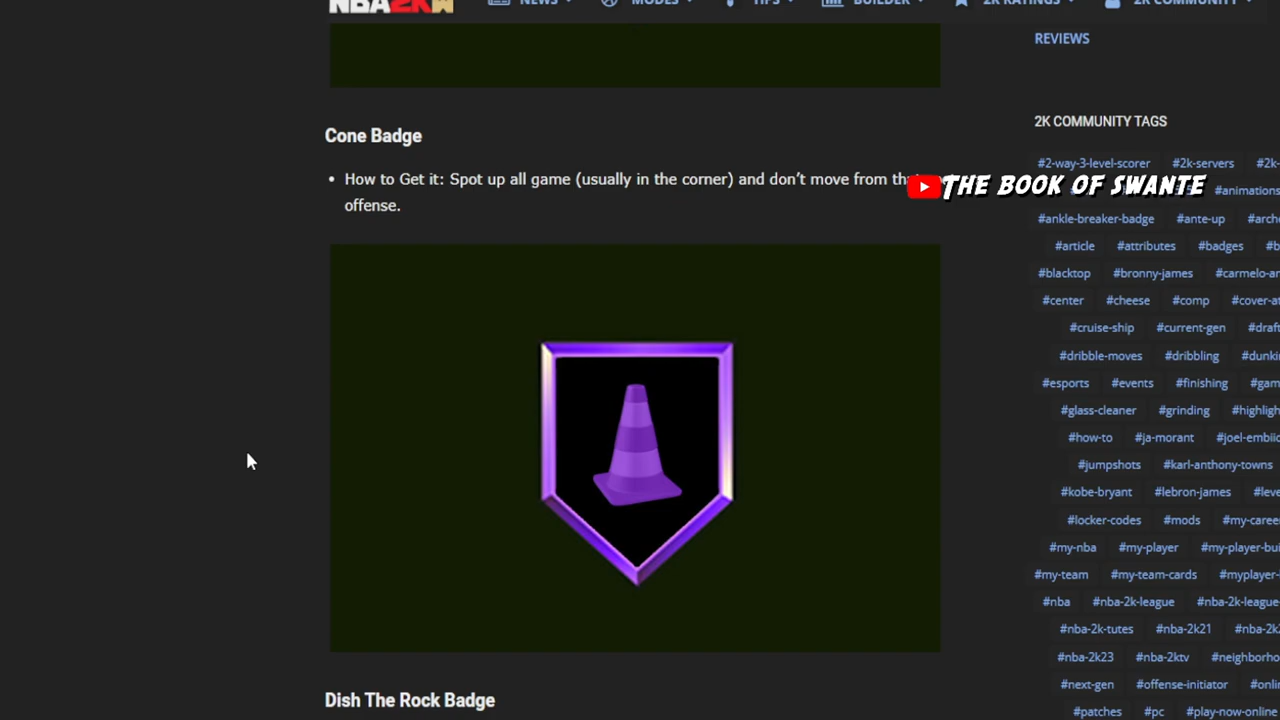 NBA2KW NEWS MODES TIPS BUILDER 2K RATINGS 2K COMMUNITY
REVIEWS
Cone Badge
• How to Get it: Spot up all game (usually in the corner) and don’t move from
offense.
THE BOOK OF SWANTE
Dish The Rock Badge
2K COMMUNITY TAGS
#2-way-3-level-scorer #2k-servers
#animations
#ankle-breaker-badge #ante-up
#article #attributes #badges
#blacktop #bronny-james
#center #cheese #comp
#cruise-ship #current-gen
#dribble-moves #dribbling
#esports #events #finishing
#glass-cleaner #grinding
#how-to #ja-morant
#jumpshots #karl-anthony-towns
#kobe-bryant #lebron-james
#locker-codes #mods
#my-nba #my-player
#my-team #my-team-cards
#nba #nba-2k-league
#nba-2k-tutes #nba-2k21
#nba-2k23 #nba-2ktv
#next-gen #offense-initiator
#patches #pc #play-now-online